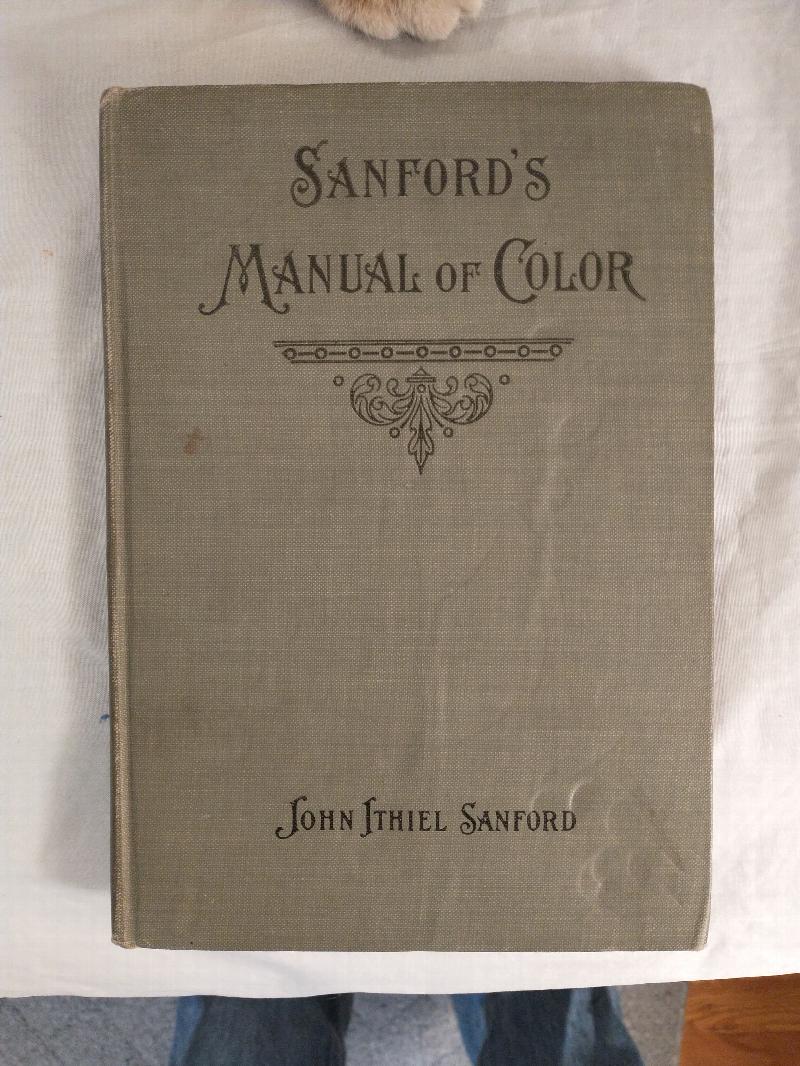 Sanford's
Manual of Color
John Ithiel Sanford